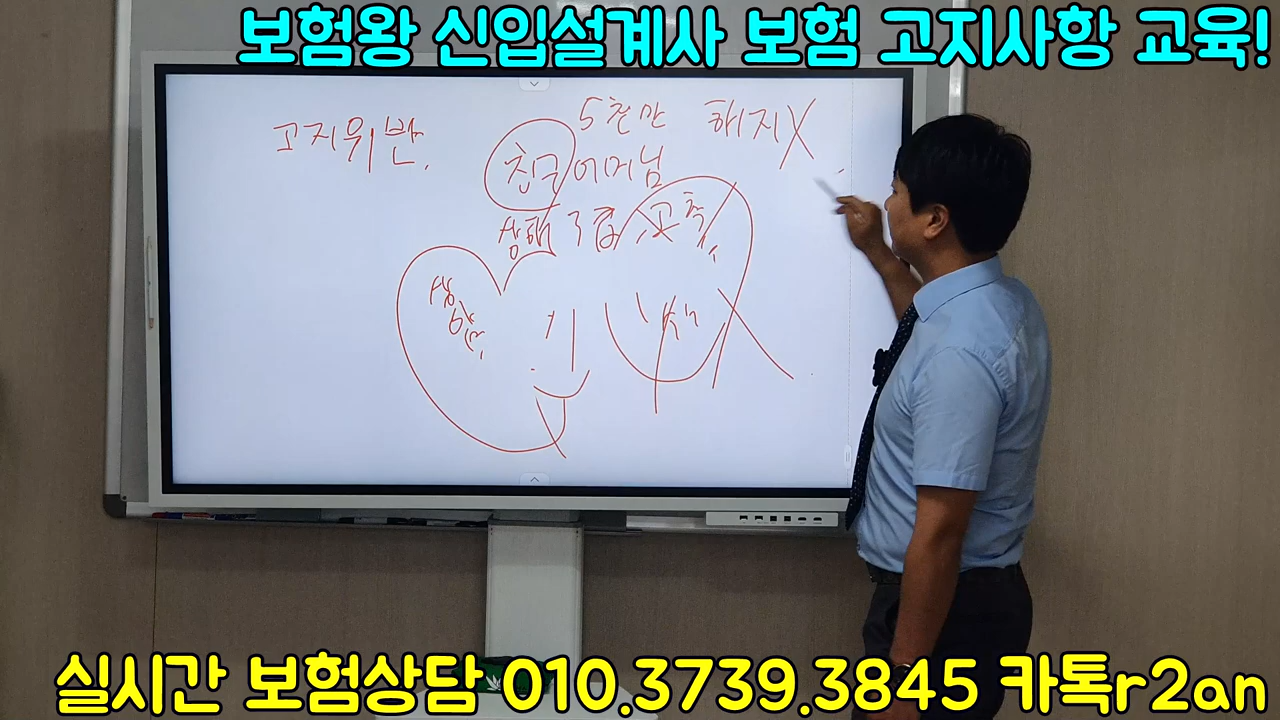 보험왕 신입설계사 보험 고지사항 교육!
고지위반.
5천만 해지X
친구 어머님
상해 3급
실시간 보험상담 010.3739.3845 카톡r2an